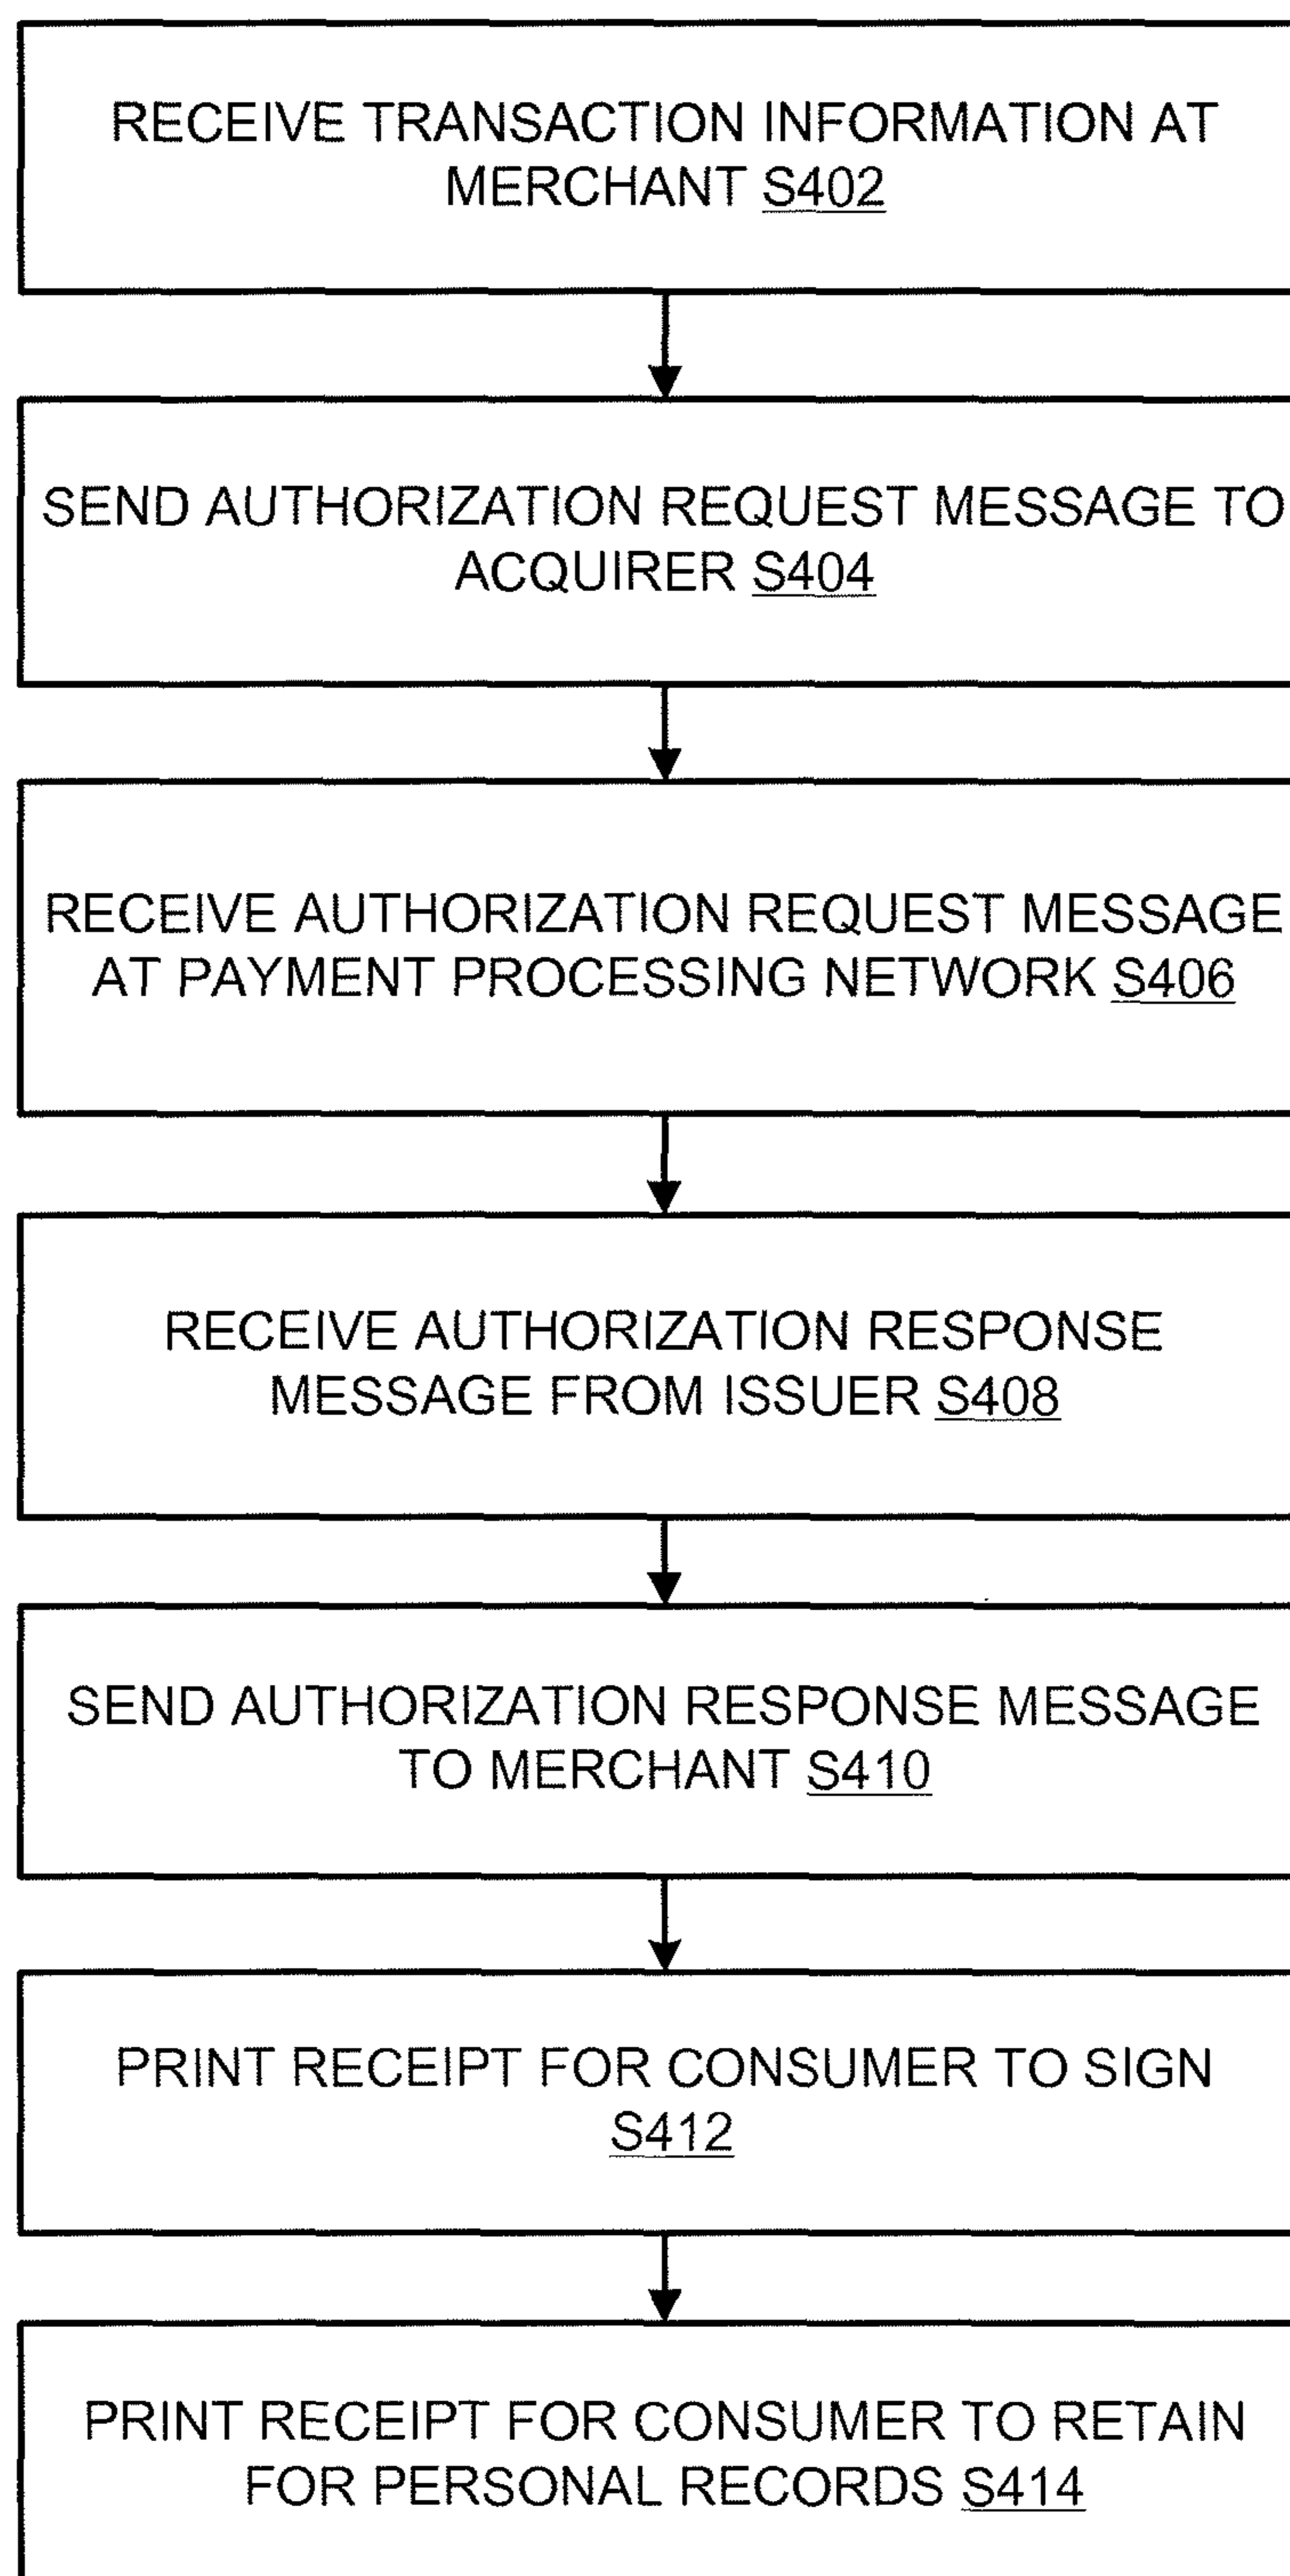 RECEIVE TRANSACTION INFORMATION AT
MERCHANT S402
SEND AUTHORIZATION REQUEST MESSAGE TO
ACQUIRER S404
RECEIVE AUTHORIZATION REQUEST MESSAGE
AT PAYMENT PROCESSING NETWORK S406
RECEIVE AUTHORIZATION RESPONSE
MESSAGE FROM ISSUER S408
SEND AUTHORIZATION RESPONSE MESSAGE
TO MERCHANT S410
PRINT RECEIPT FOR CONSUMER TO SIGN
S412
PRINT RECEIPT FOR CONSUMER TO RETAIN
FOR PERSONAL RECORDS S414